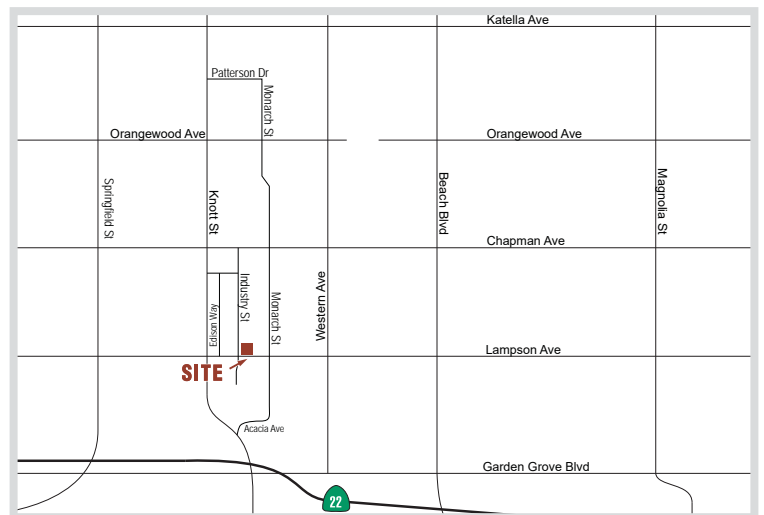 Katella Ave
Patterson Dr
Monarch St
Orangewood Ave
Orangewood Ave
Springfield St
Knott St
Beach Blvd
Magnolia St
Chapman Ave
Industry St
Edison Way
Monarch St
Western Ave
Lampson Ave
SITE
Acacia Ave
Garden Grove Blvd
22